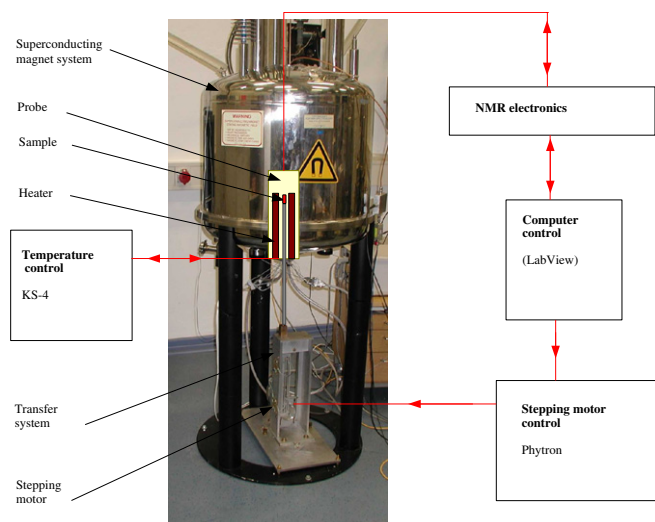 Superconducting
magnet system
Probe
Sample
Heater
Temperature
control
KS-4
Transfer
system
Stepping
motor
WARNING
NMR electronics
Computer
control
(LabView)
Stepping motor
control
Phytron